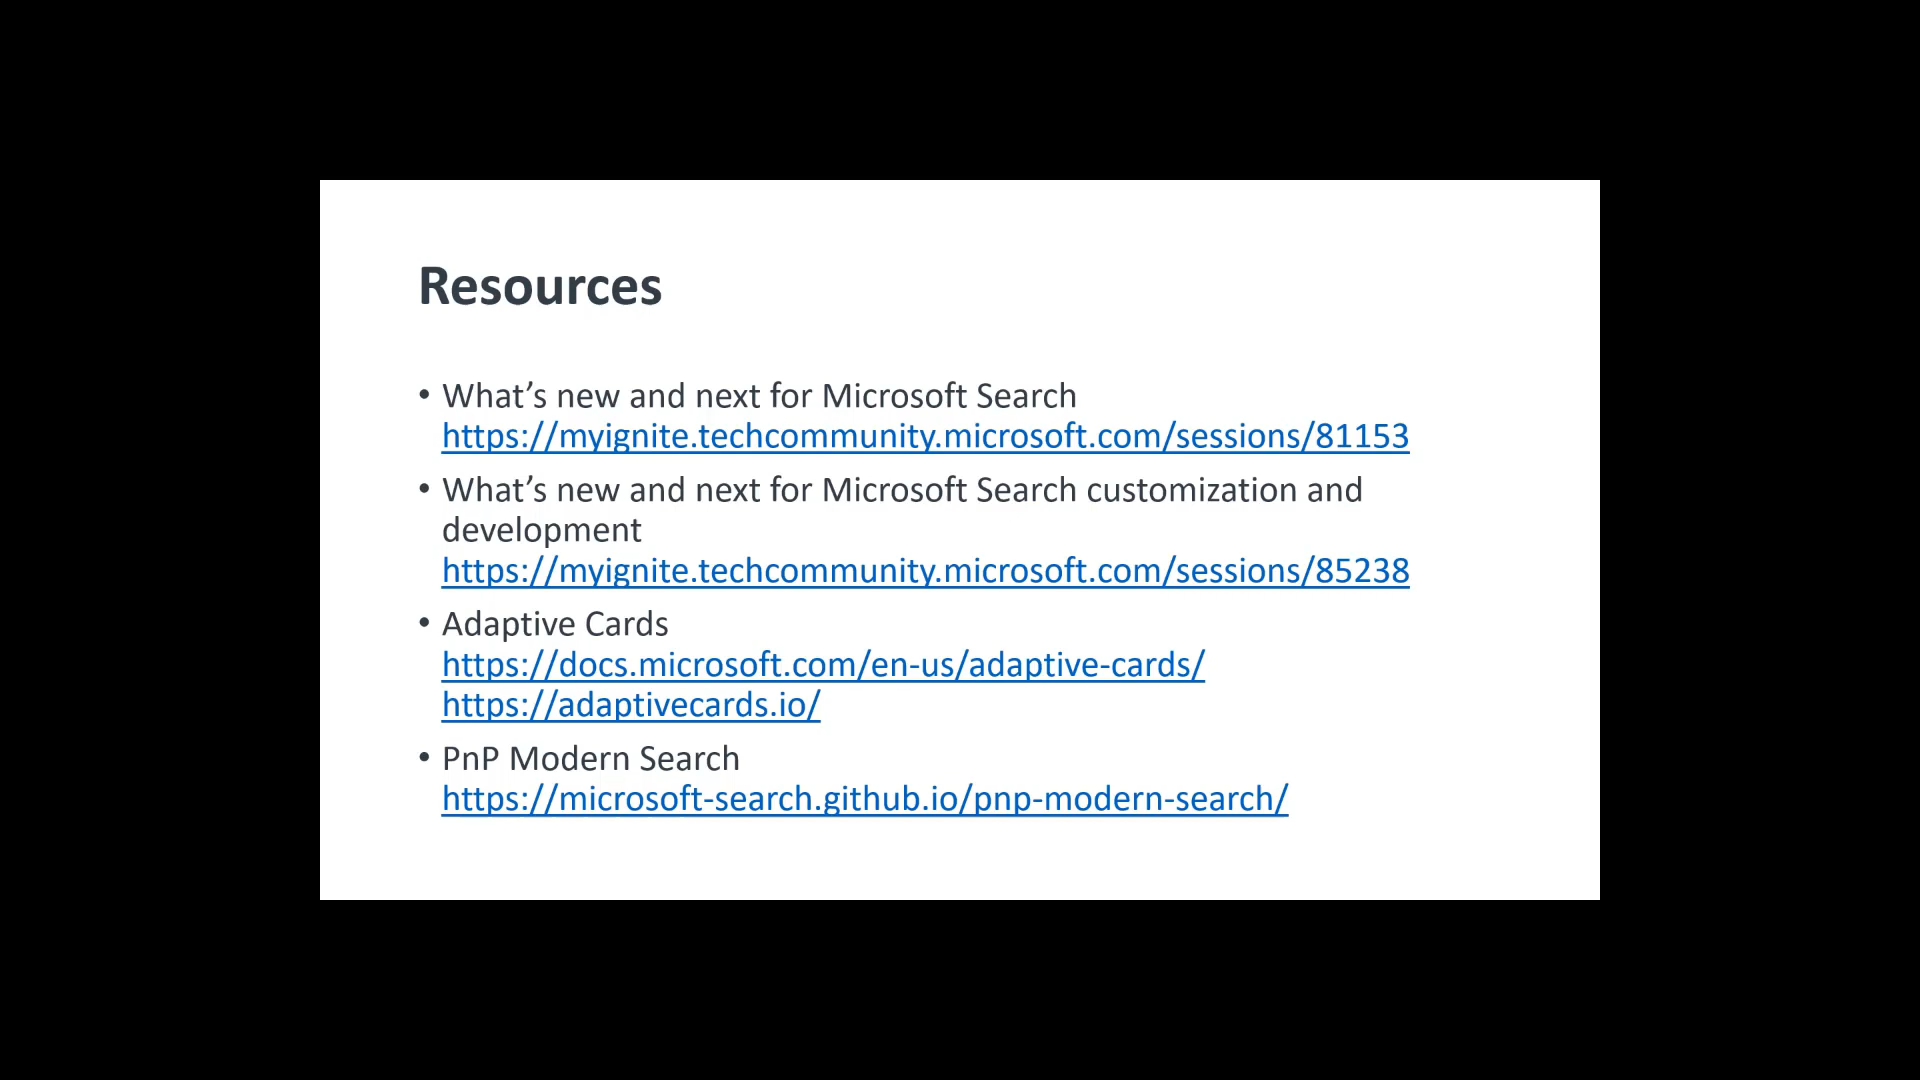 Resources
• What’s new and next for Microsoft Search
https://myignite.techcommunity.microsoft.com/sessions/81153
• What’s new and next for Microsoft Search customization and
development
https://myignite.techcommunity.microsoft.com/sessions/85238
• Adaptive Cards
https://docs.microsoft.com/en-us/adaptive-cards/
https://adaptivecards.io/
• PnP Modern Search
https://microsoft-search.github.io/pnp-modern-search/